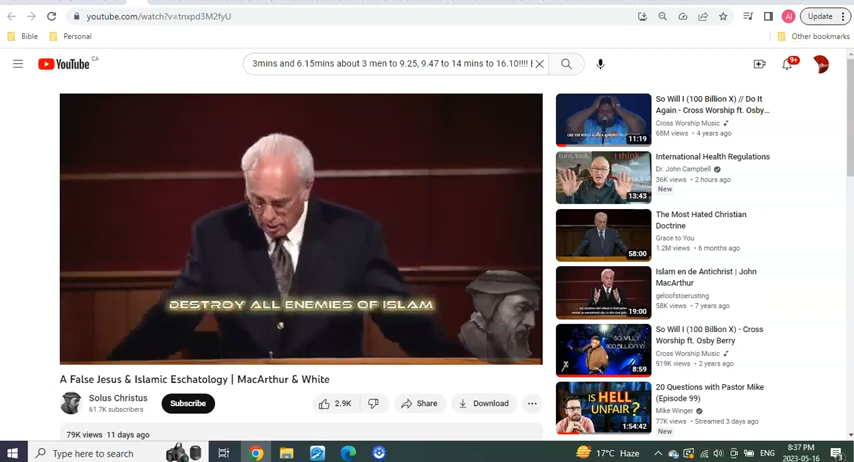 youtube.com/watch?v=tnxpd3M2fyU
AI
Update
Bible
Personal
Other bookmarks
YouTube CA
3mins and 6.15mins about 3 men to 9.25, 9.47 to 14 mins to 16.10!!!! E
9+
DESTROY ALL ENEMIES OF ISLAM
A False Jesus & Islamic Eschatology | MacArthur & White
Solus Christus
61.7K subscribers
Subscribe
2.9K
Share
Download
79K views 11 days ago
So Will I (100 Billion X) // Do It
Again - Cross Worship ft. Osby...
Cross Worship Music
68M views • 4 years ago
11:19
International Health Regulations
Dr. John Campbell
36K views • 2 hours ago
New
turn, look, I think
13:43
The Most Hated Christian
Doctrine
Grace to You
1.2M views • 6 months ago
58:00
Islam en de Antichrist | John
MacArthur
geloofstoerusting
58K views • 7 years ago
19:00
So Will I (100 Billion X) - Cross
Worship ft. Osby Berry
Cross Worship Music
919K views • 2 years ago
SO WILL I
8:59
20 Questions with Pastor Mike
(Episode 99)
Mike Winger
77K views • Streamed 3 days ago
New
IS HELL
UNFAIR?
1:54:42
Type here to search
17°C Haze
ENG
8:37 PM
2023-05-16
3